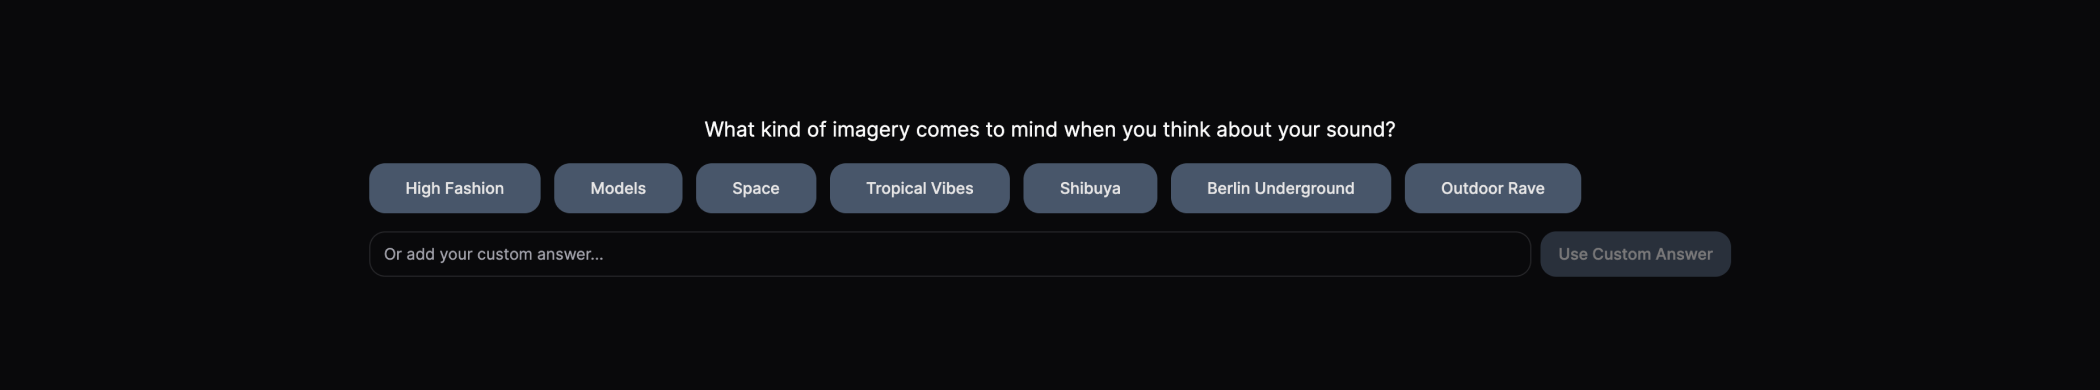 What kind of imagery comes to mind when you think about your sound?
High Fashion Models Space Tropical Vibes Shibuya Berlin Underground Outdoor Rave
Or add your custom answer... Use Custom Answer